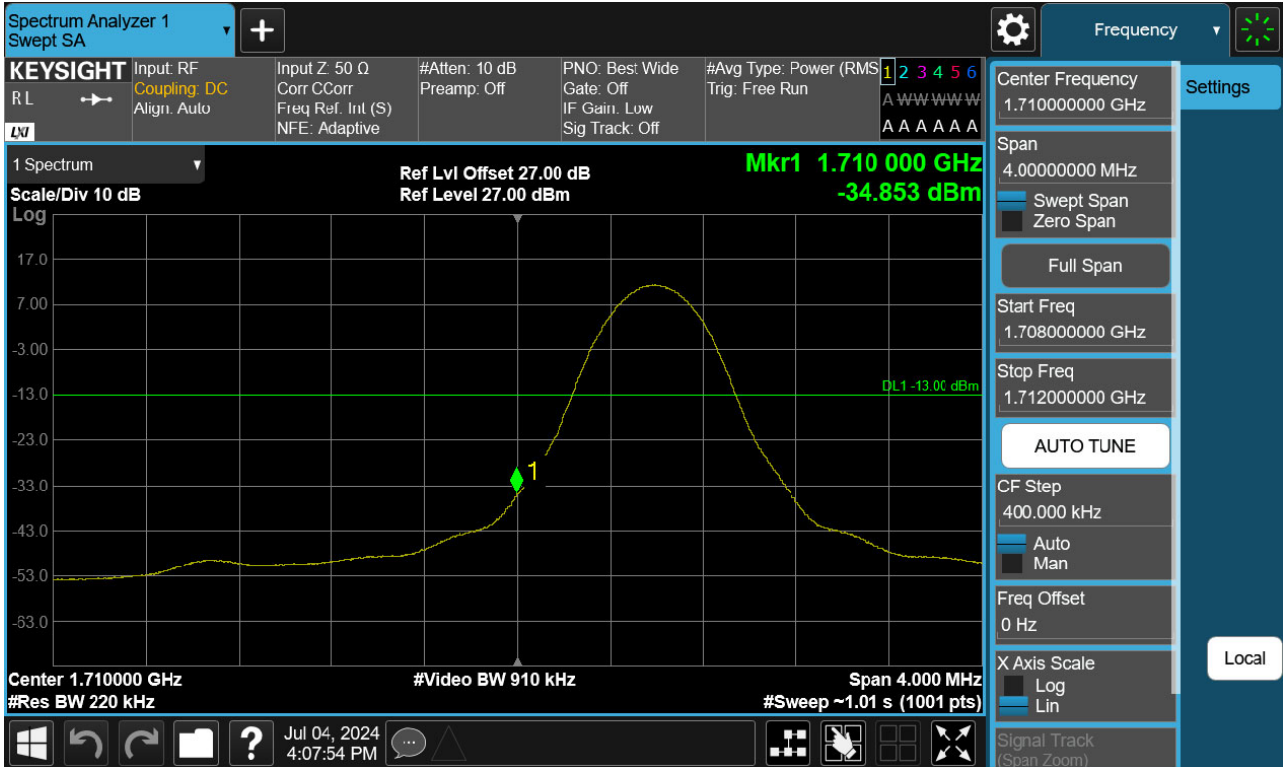 Spectrum Analyzer 1
Swept SA
Frequency
KEYSIGHT
R L
LXI
Input: RF
Coupling: DC
Align: Auto
Input Z: 50 Ω
Corr CCorr
Freq Ref: Int (S)
NFE: Adaptive
#Atten: 10 dB
Preamp: Off
PNO: Best Wide
Gate: Off
IF Gain: Low
Sig Track: Off
#Avg Type: Power (RMS
Trig: Free Run
1 2 3 4 5 6
A W W W W W
A A A A A A
1 Spectrum
Scale/Div 10 dB
Log
Ref Lvl Offset 27.00 dB
Ref Level 27.00 dBm
Mkr1 1.710 000 GHz
-34.853 dBm
17.0
7.00
-3.00
-13.0
-23.0
-33.0
-43.0
-53.0
-63.0
DL1 -13.00 dBm
1
Center 1.710000 GHz
#Res BW 220 kHz
#Video BW 910 kHz
Span 4.000 MHz
#Sweep ~1.01 s (1001 pts)
Center Frequency
1.710000000 GHz
Span
4.00000000 MHz
Swept Span
Zero Span
Full Span
Start Freq
1.708000000 GHz
Stop Freq
1.712000000 GHz
AUTO TUNE
CF Step
400.000 kHz
Auto
Man
Freq Offset
0 Hz
X Axis Scale
Log
Lin
Signal Track
(Span Zoom)
Settings
Local
?
Jul 04, 2024
4:07:54 PM